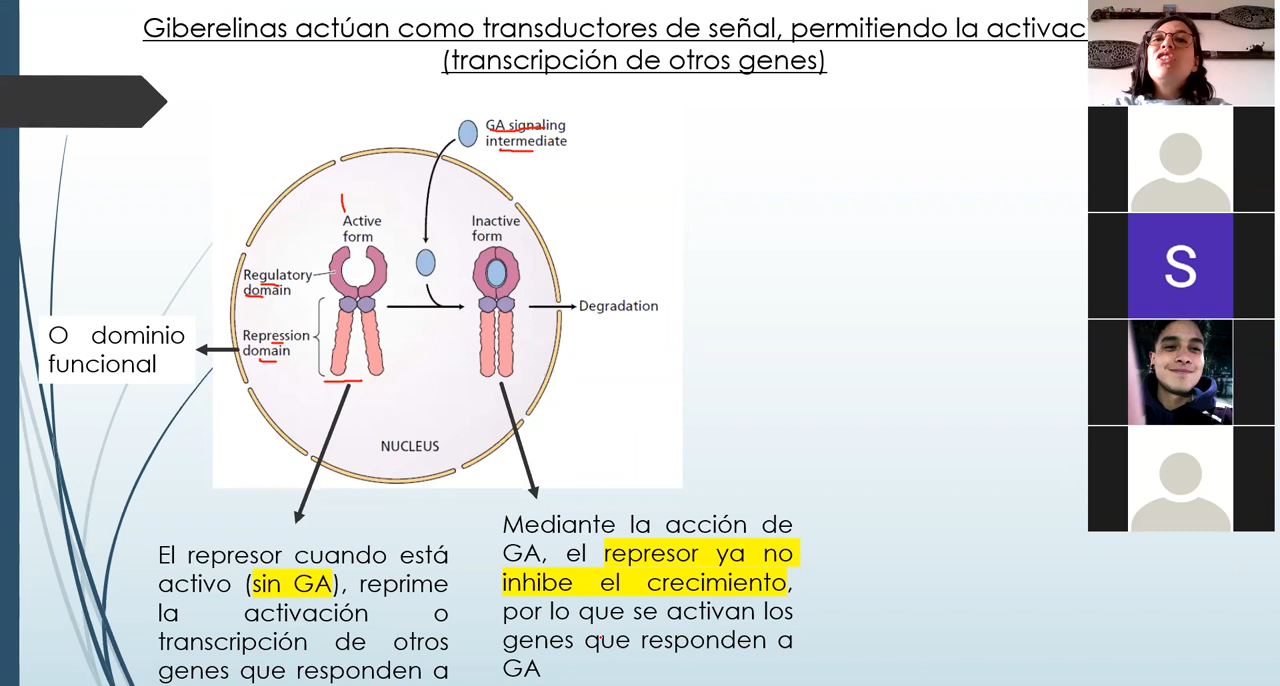 Giberelinas actúan como transductores de señal, permitiendo la activac
(transcripción de otros genes)
GA signaling
intermediate
Active
form
Inactive
form
Regulatory
domain
Repression
domain
Degradation
NUCLEUS
O dominio
funcional
El represor cuando está
activo (sin GA), reprime
la activación o
transcripción de otros
genes que responden a
Mediante la acción de
GA, el represor ya no
inhibe el crecimiento,
por lo que se activan los
genes que responden a
GA
S